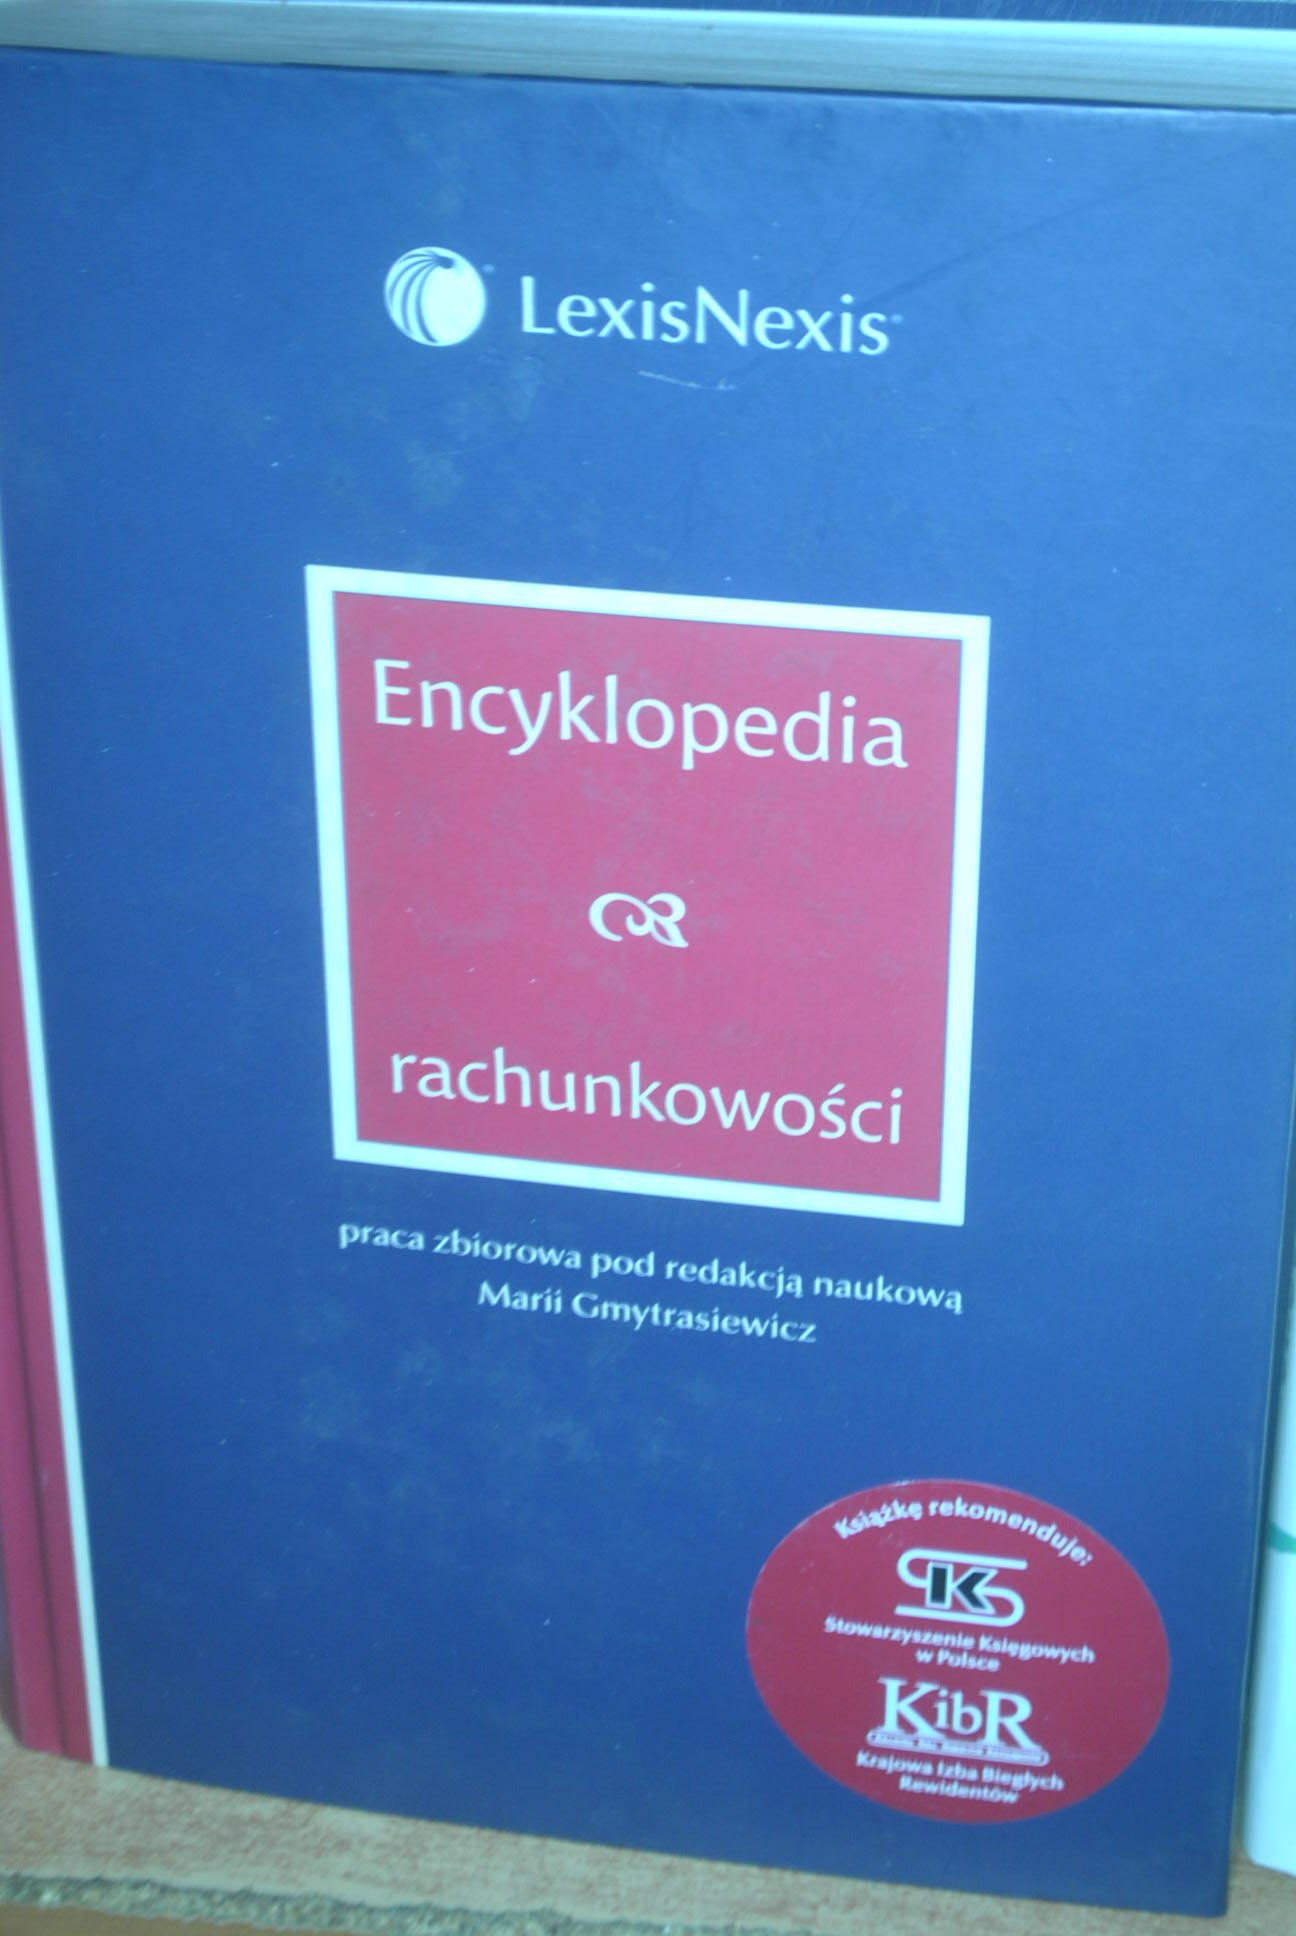 LexisNexis
Encyklopedia
rachunkowości
praca zbiorowa pod redakcją naukową
Marii Gmytrasiewicz
Książkę rekomenduje:
SKS
Stowarzyszenie Księgowych
w Polsce
KibR
Krajowa Izba Biegłych
Rewidentów